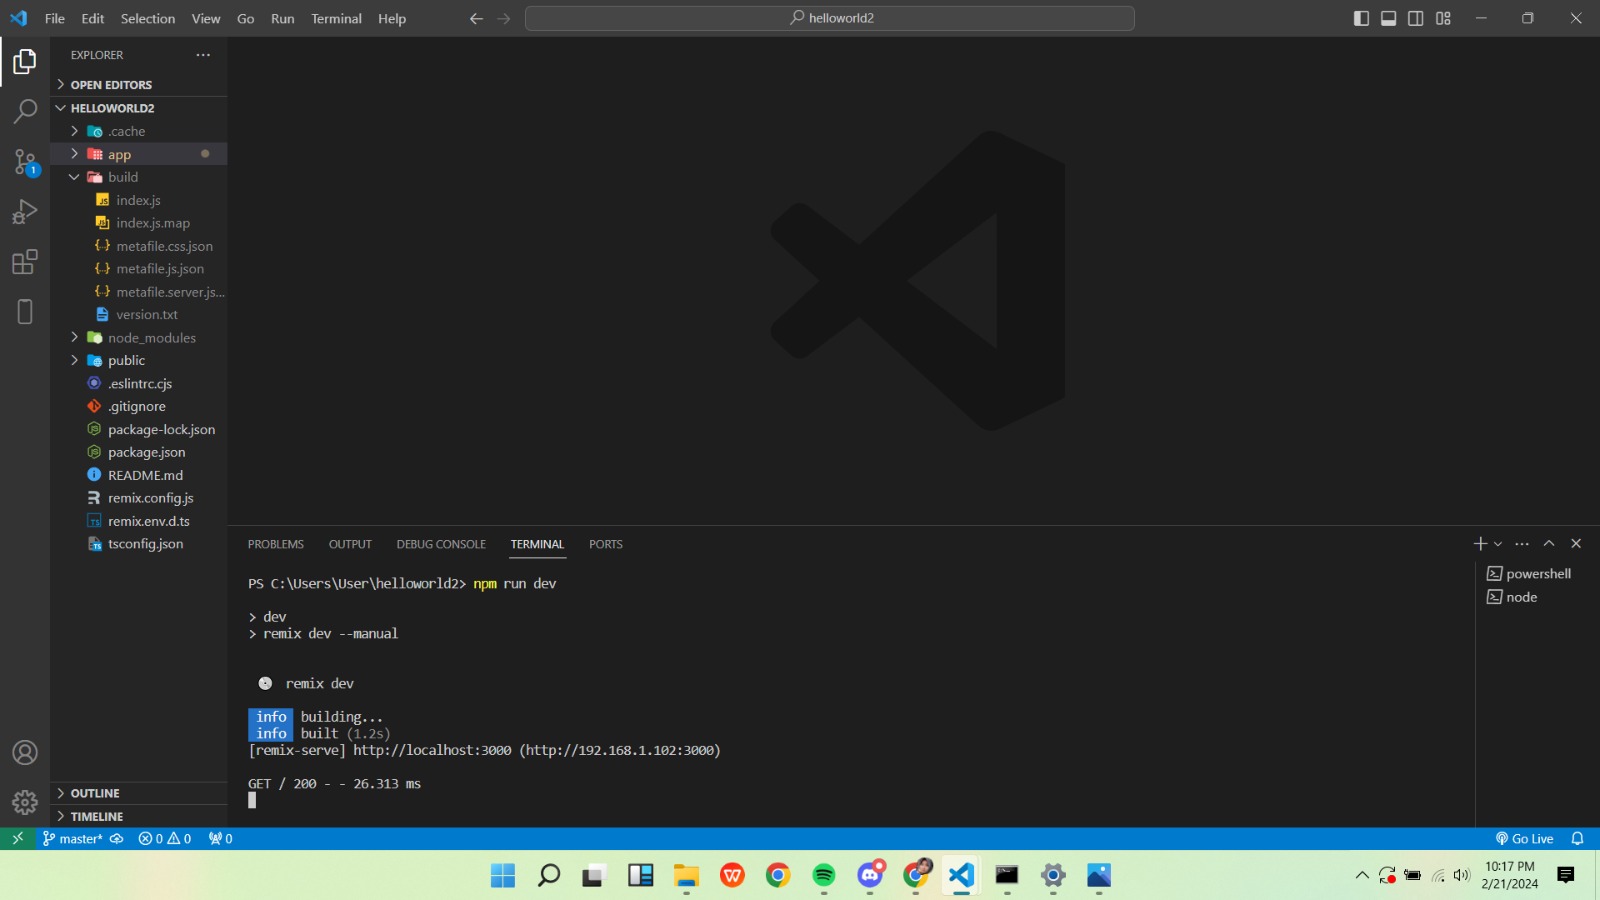 File Edit Selection View Go Run Terminal Help
helloworld2
EXPLORER
OPEN EDITORS
HELLOWORLD2
.cache
app
build
index.js
index.js.map
metafile.css.json
metafile.js.json
metafile.server.js...
version.txt
node_modules
public
.eslintrc.cjs
.gitignore
package-lock.json
package.json
README.md
remix.config.js
remix.env.d.ts
tsconfig.json
OUTLINE
TIMELINE
1
PROBLEMS OUTPUT DEBUG CONSOLE TERMINAL PORTS
PS C:\Users\User\helloworld2> npm run dev
> dev
> remix dev --manual
remix dev
info building...
info built (1.2s)
[remix-serve] http://localhost:3000 (http://192.168.1.102:3000)
GET / 200 - - 26.313 ms
powershell
node
master* 0 0 0 Go Live
10:17 PM
2/21/2024